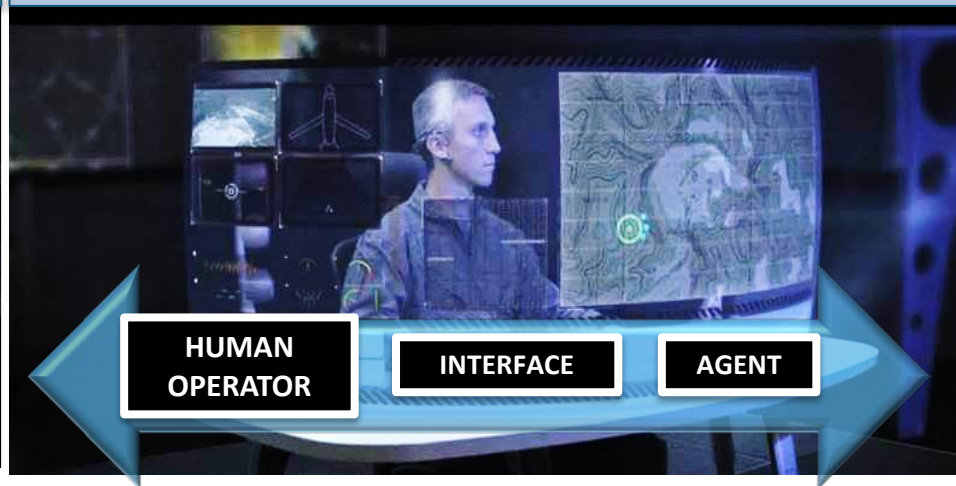 HUMAN
OPERATOR
INTERFACE
AGENT